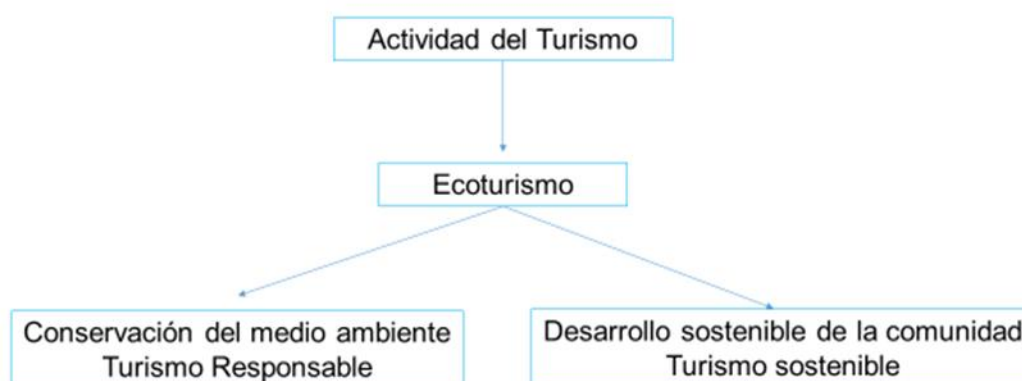 Actividad del Turismo
Ecoturismo
Conservación del medio ambiente
Turismo Responsable
Desarrollo sostenible de la comunidad
Turismo sostenible